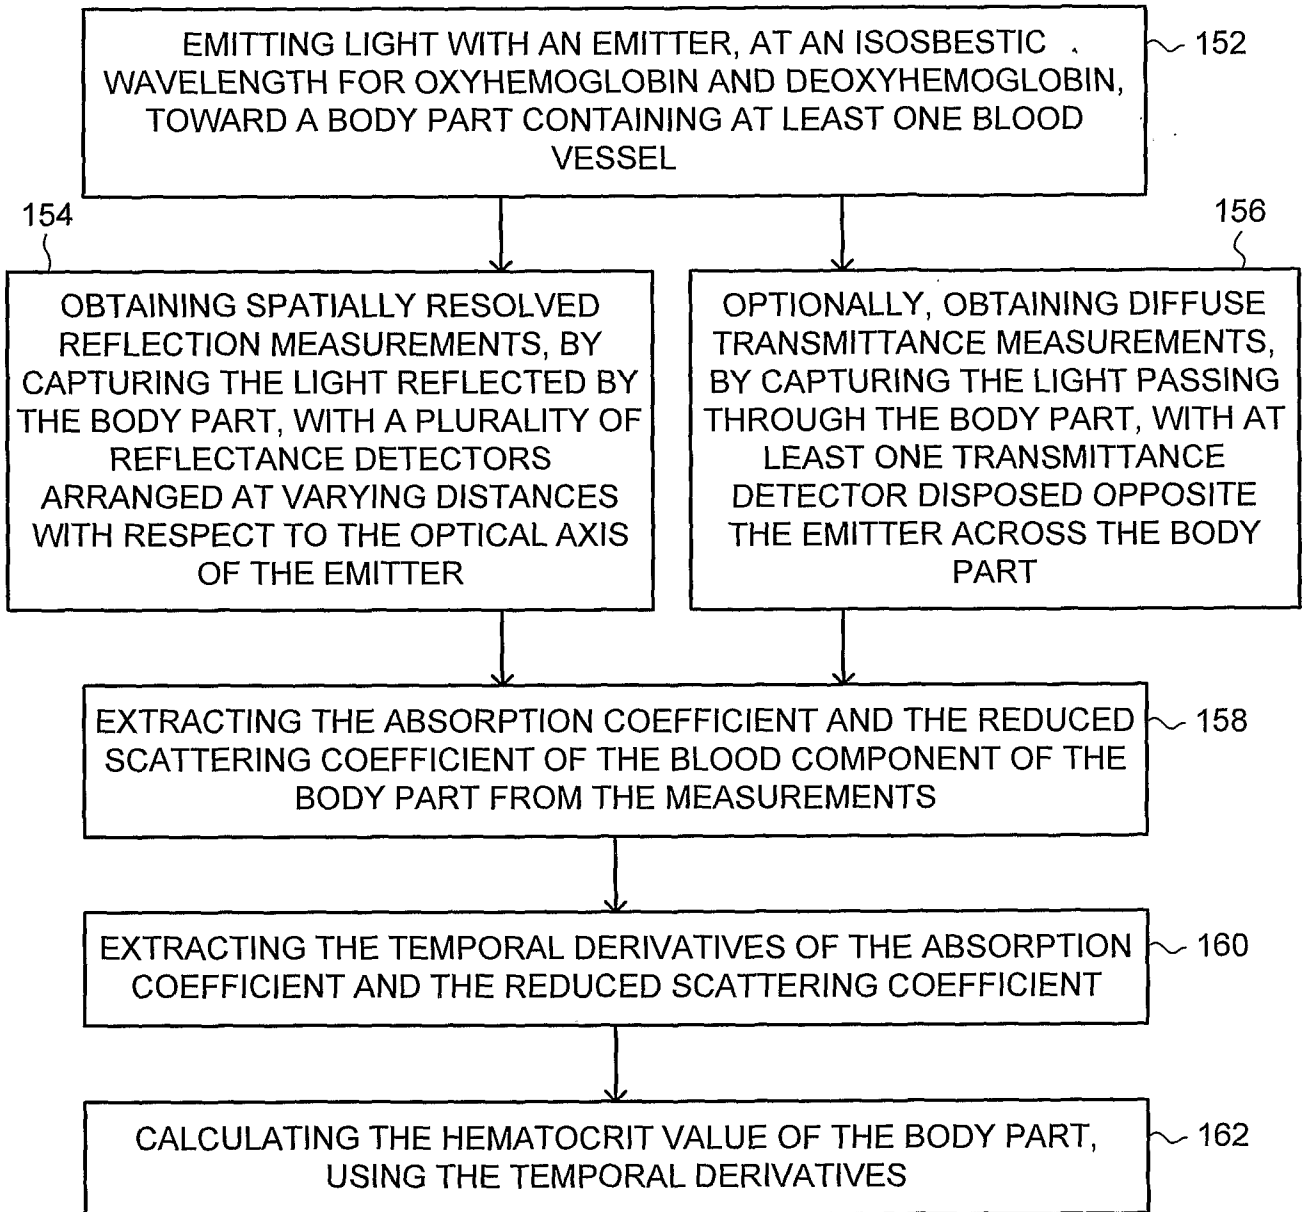 EMITTING LIGHT WITH AN EMITTER, AT AN ISOSBESTIC
WAVELENGTH FOR OXYHEMOGLOBIN AND DEOXYHEMOGLOBIN,
TOWARD A BODY PART CONTAINING AT LEAST ONE BLOOD
VESSEL
152
154
OBTAINING SPATIALLY RESOLVED
REFLECTION MEASUREMENTS, BY
CAPTURING THE LIGHT REFLECTED BY
THE BODY PART, WITH A PLURALITY OF
REFLECTANCE DETECTORS
ARRANGED AT VARYING DISTANCES
WITH RESPECT TO THE OPTICAL AXIS
OF THE EMITTER
156
OPTIONALLY, OBTAINING DIFFUSE
TRANSMITTANCE MEASUREMENTS,
BY CAPTURING THE LIGHT PASSING
THROUGH THE BODY PART, WITH AT
LEAST ONE TRANSMITTANCE
DETECTOR DISPOSED OPPOSITE
THE EMITTER ACROSS THE BODY
PART
EXTRACTING THE ABSORPTION COEFFICIENT AND THE REDUCED
SCATTERING COEFFICIENT OF THE BLOOD COMPONENT OF THE
BODY PART FROM THE MEASUREMENTS
158
EXTRACTING THE TEMPORAL DERIVATIVES OF THE ABSORPTION
COEFFICIENT AND THE REDUCED SCATTERING COEFFICIENT
160
CALCULATING THE HEMATOCRIT VALUE OF THE BODY PART,
USING THE TEMPORAL DERIVATIVES
162